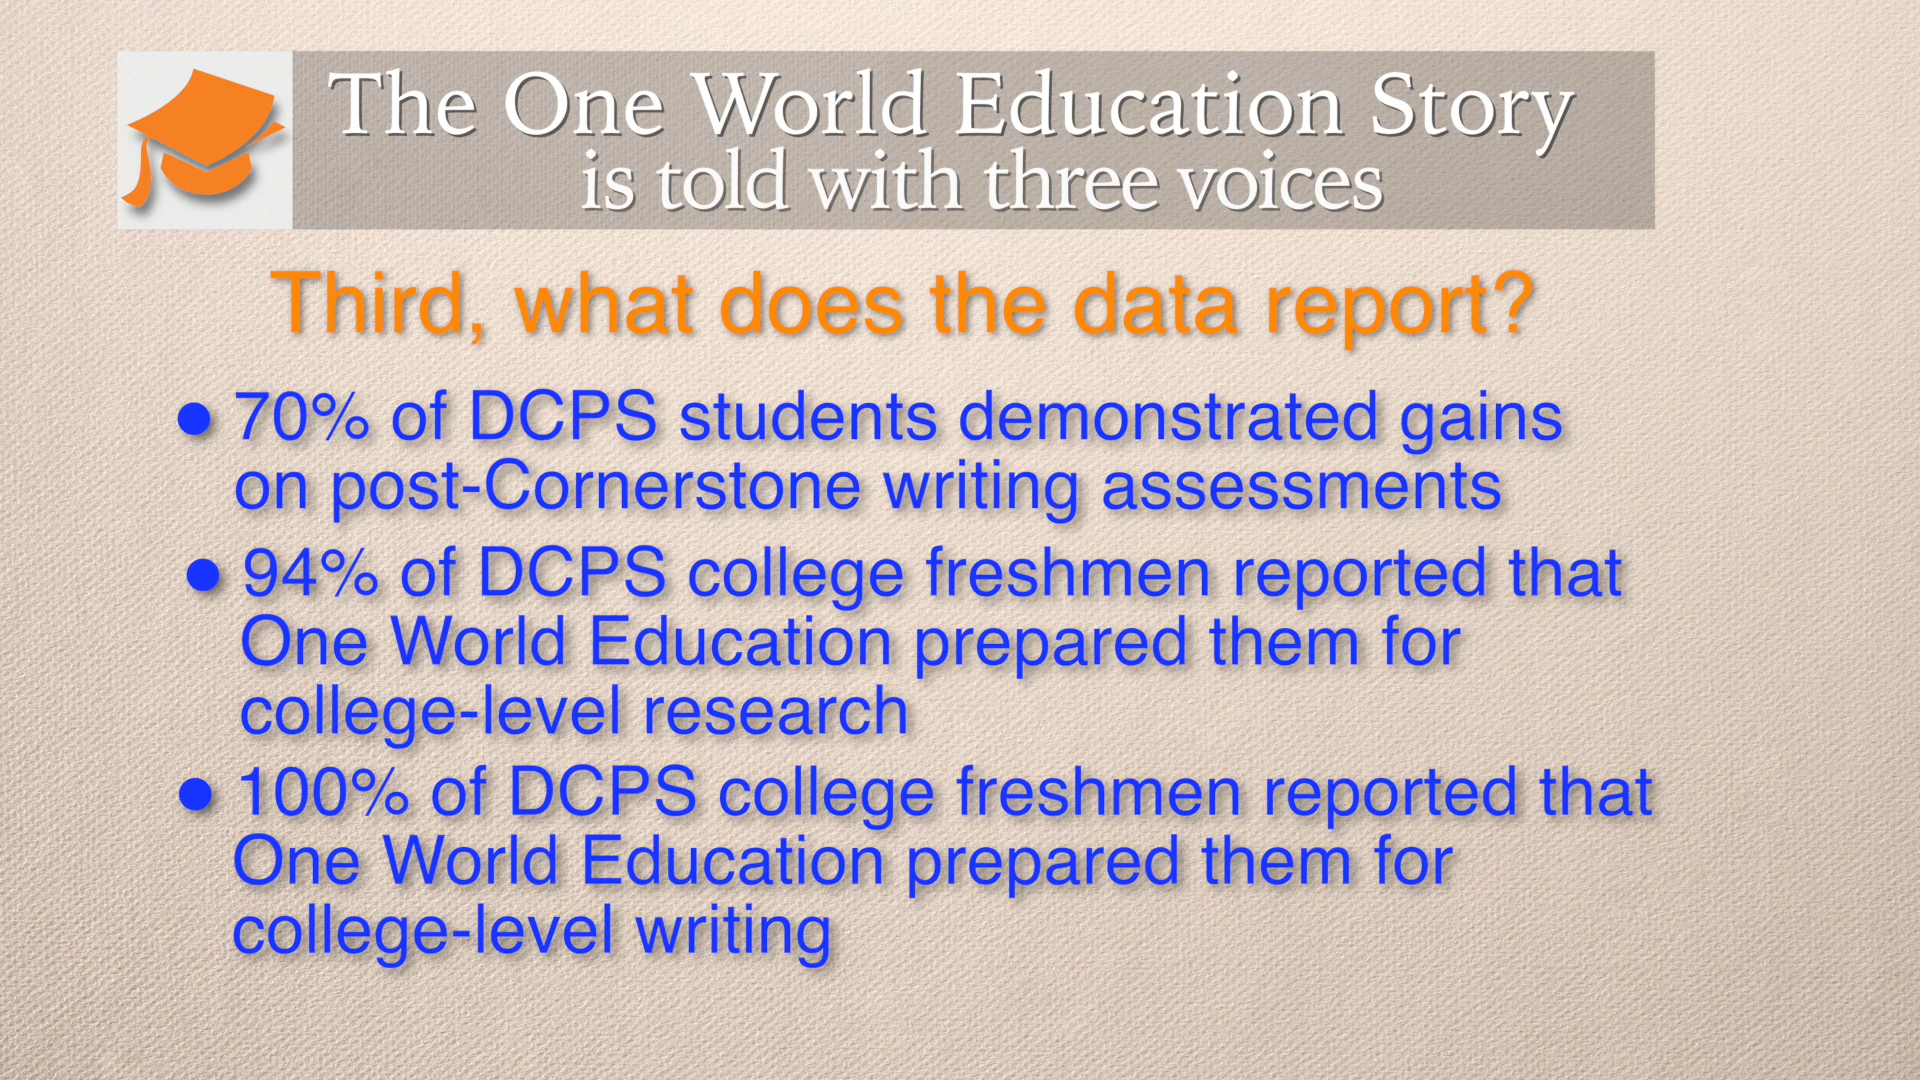 The One World Education Story
is told with three voices
Third, what does the data report?
● 70% of DCPS students demonstrated gains
on post-Cornerstone writing assessments
● 94% of DCPS college freshmen reported that
One World Education prepared them for
college-level research
● 100% of DCPS college freshmen reported that
One World Education prepared them for
college-level writing